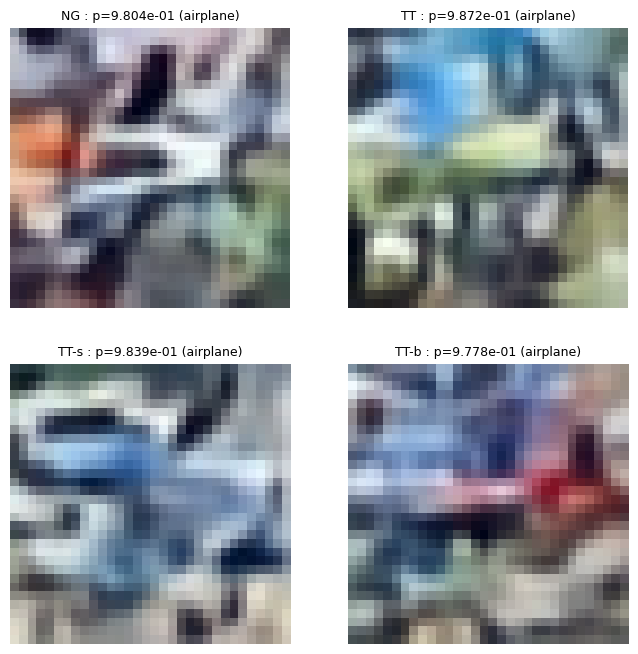 NG : p=9.804e-01 (airplane)
TT : p=9.872e-01 (airplane)
TT-s : p=9.839e-01 (airplane)
TT-b : p=9.778e-01 (airplane)